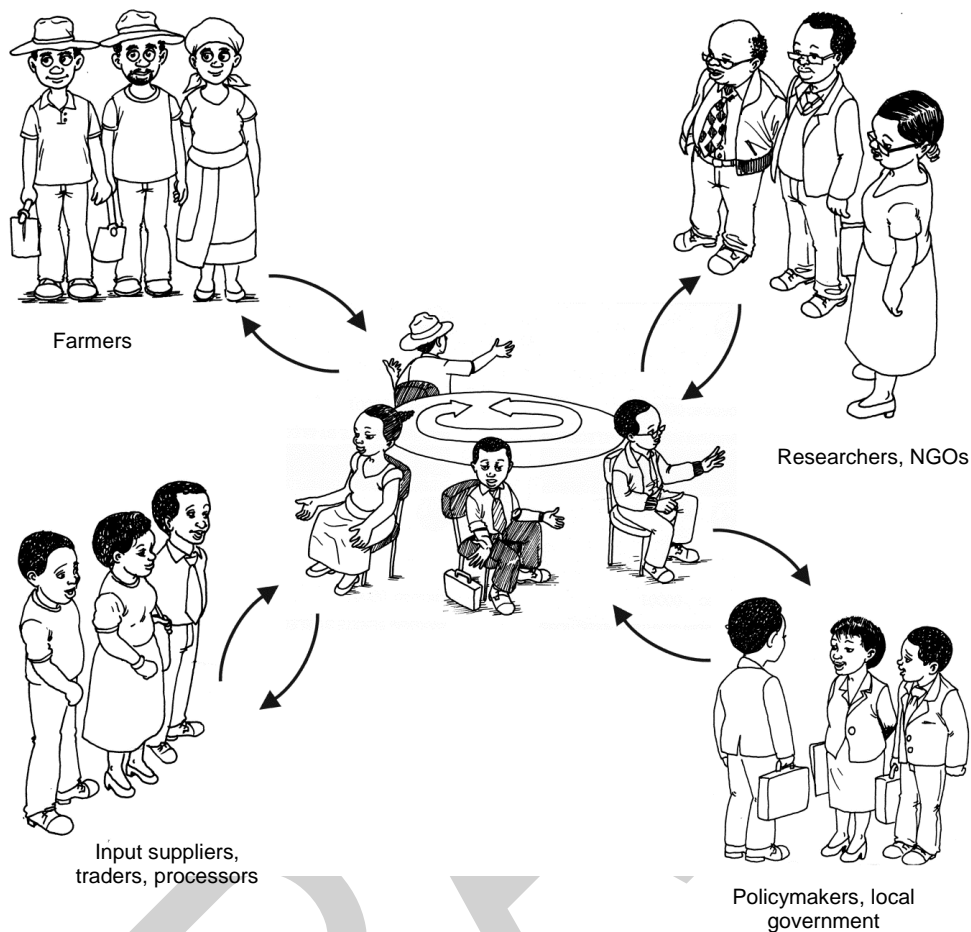 Farmers
Researchers, NGOs
Input suppliers,
traders, processors
Policymakers, local
government